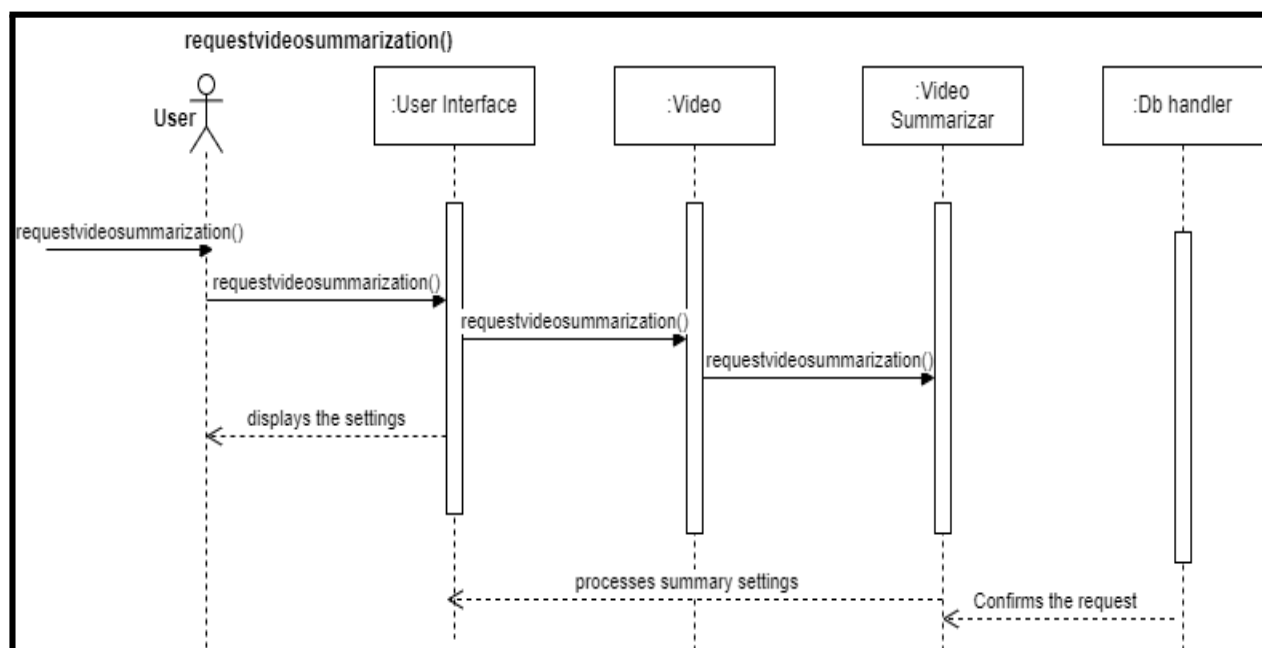 requestvideosummarization()
User
:User Interface
:Video
:Video
Summarizar
:Db handler
requestvideosummarization()
requestvideosummarization()
requestvideosummarization()
requestvideosummarization()
displays the settings
processes summary settings
Confirms the request